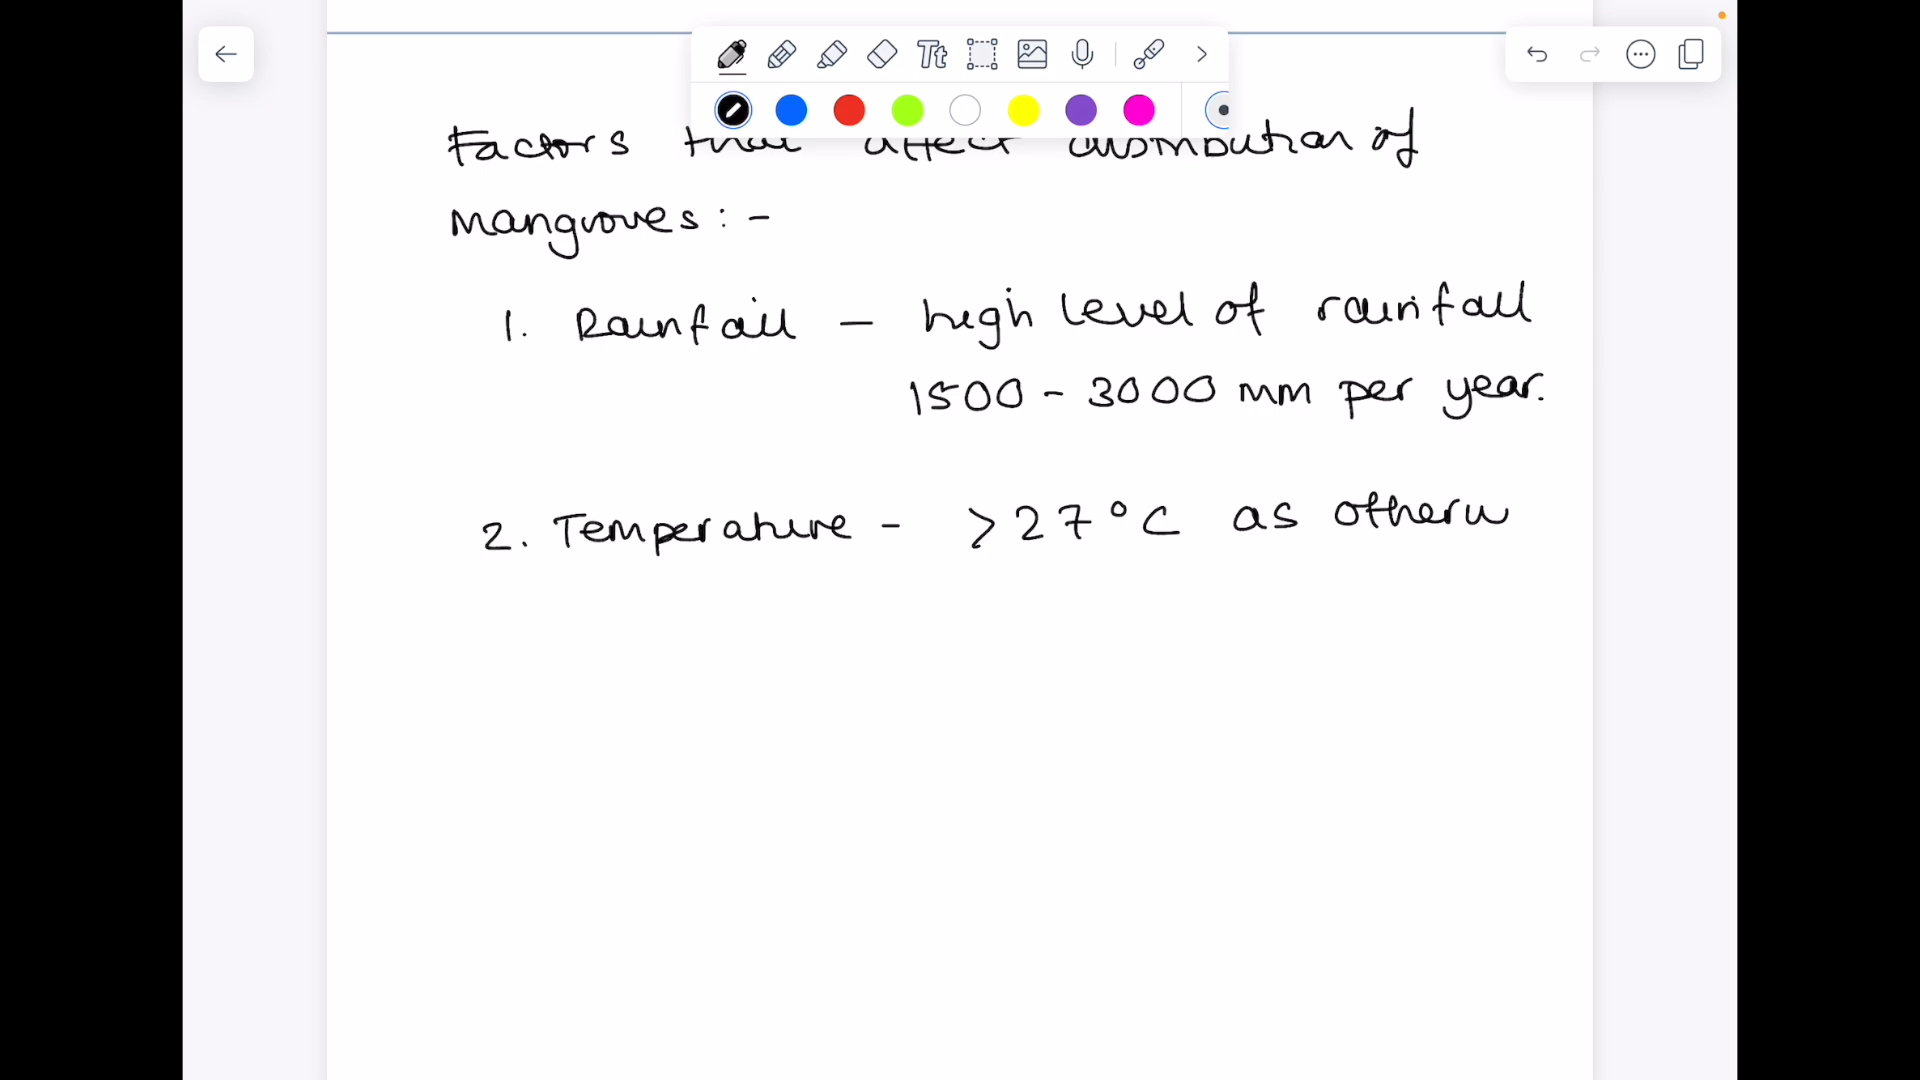 Tt
Factors that affect distribution of
mangroves : -
1. Rainfall - high level of rainfall
1500 - 3000 mm per year.
2. Temperature - >27°C as otherw